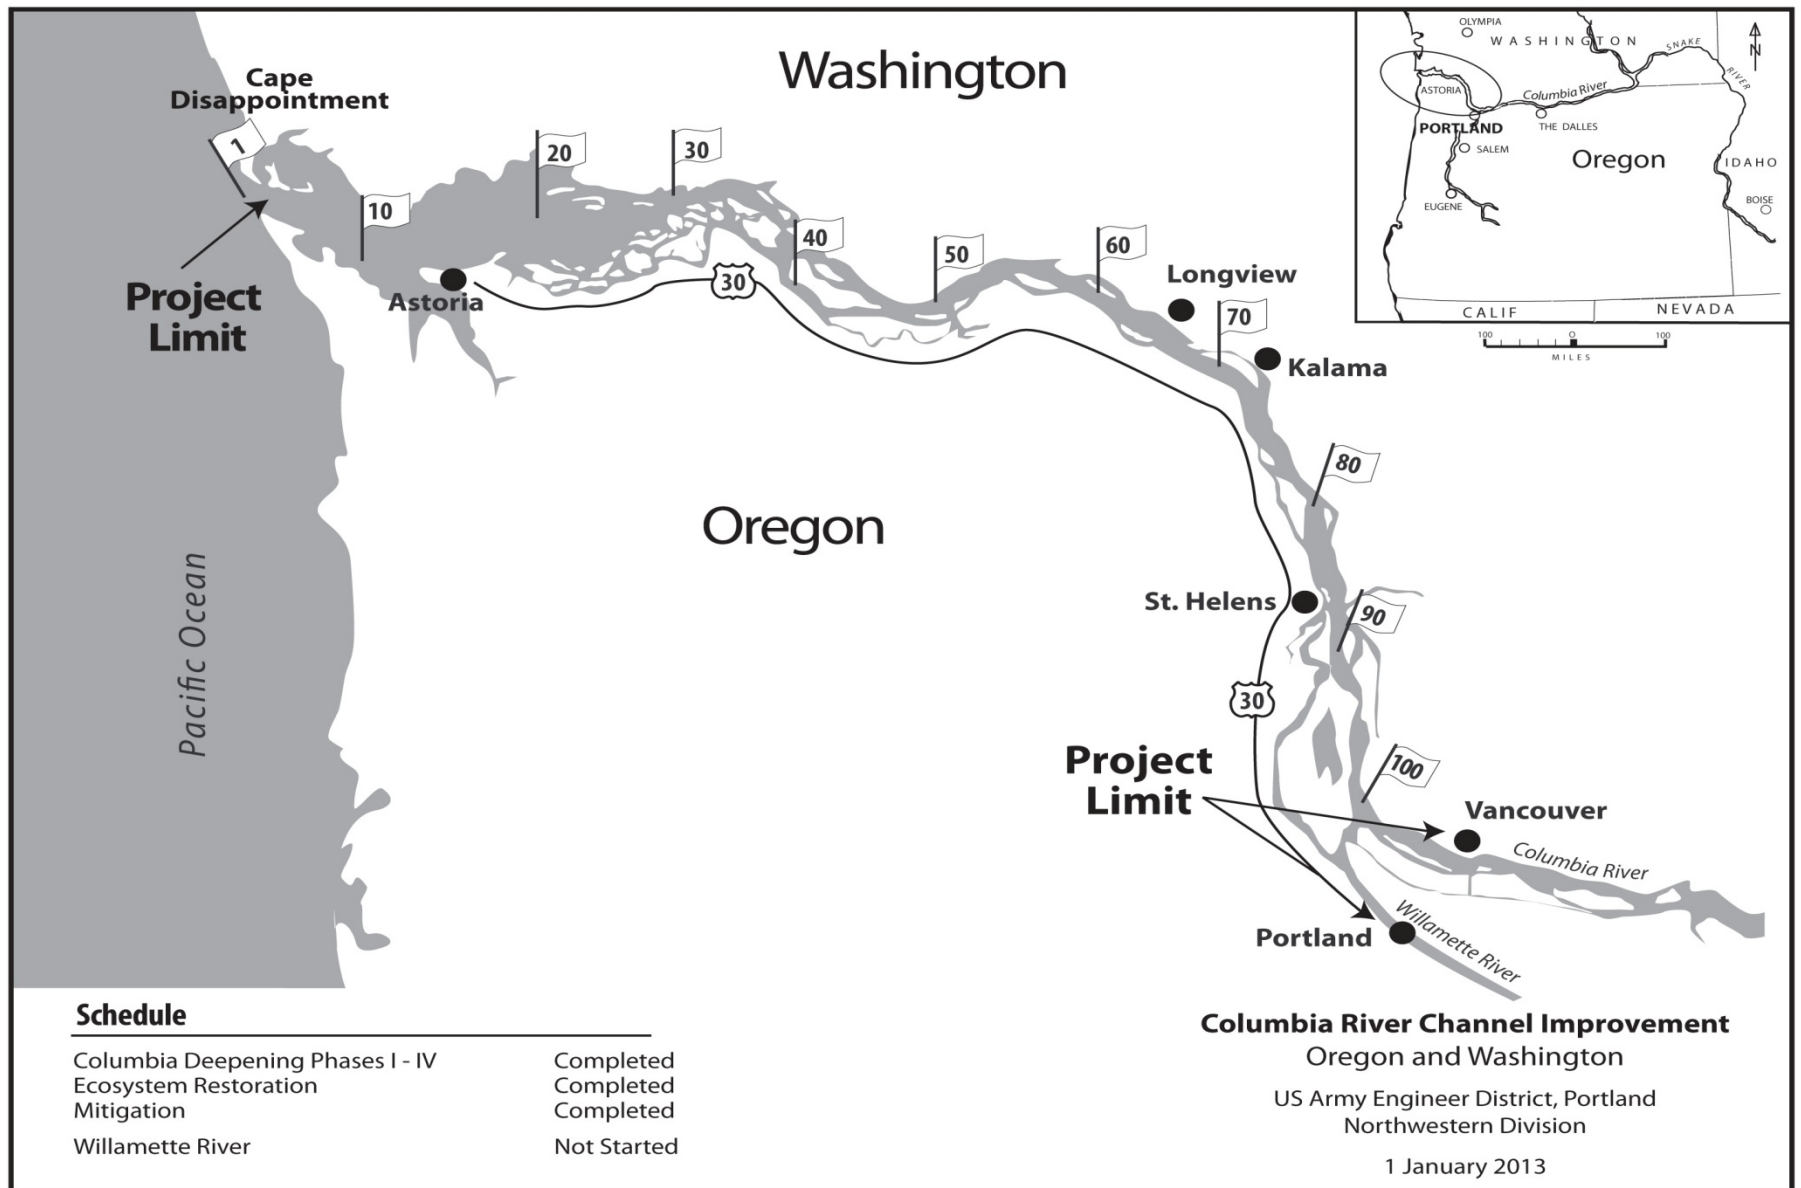 Washington
Cape
Disappointment
1
10
20
30
40
50
60
70
80
90
100
Project
Limit
Astoria
30
Longview
Kalama
Oregon
Pacific Ocean
St. Helens
30
Project
Limit
Vancouver
Columbia River
Portland
Willamette River
OLYMPIA
WASHINGTON
SNAKE
RIVER
N
ASTORIA
Columbia River
PORTLAND
THE DALLES
SALEM
Oregon
IDAHO
EUGENE
BOISE
CALIF
NEVADA
100 0 100
MILES
Schedule
Columbia Deepening Phases I - IV Completed
Ecosystem Restoration Completed
Mitigation Completed
Willamette River Not Started
Columbia River Channel Improvement
Oregon and Washington
US Army Engineer District, Portland
Northwestern Division
1 January 2013